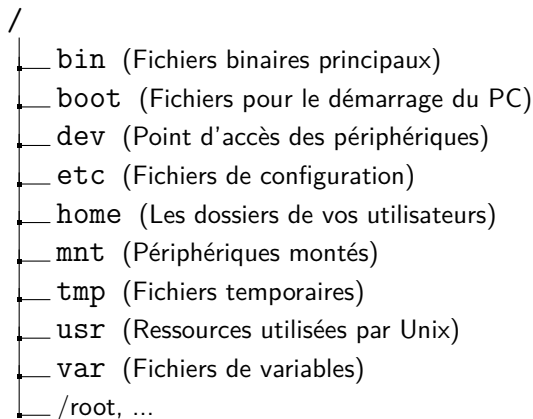 /
bin (Fichiers binaires principaux)
boot (Fichiers pour le démarrage du PC)
dev (Point d'accès des périphériques)
etc (Fichiers de configuration)
home (Les dossiers de vos utilisateurs)
mnt (Périphériques montés)
tmp (Fichiers temporaires)
usr (Ressources utilisées par Unix)
var (Fichiers de variables)
/root, ...